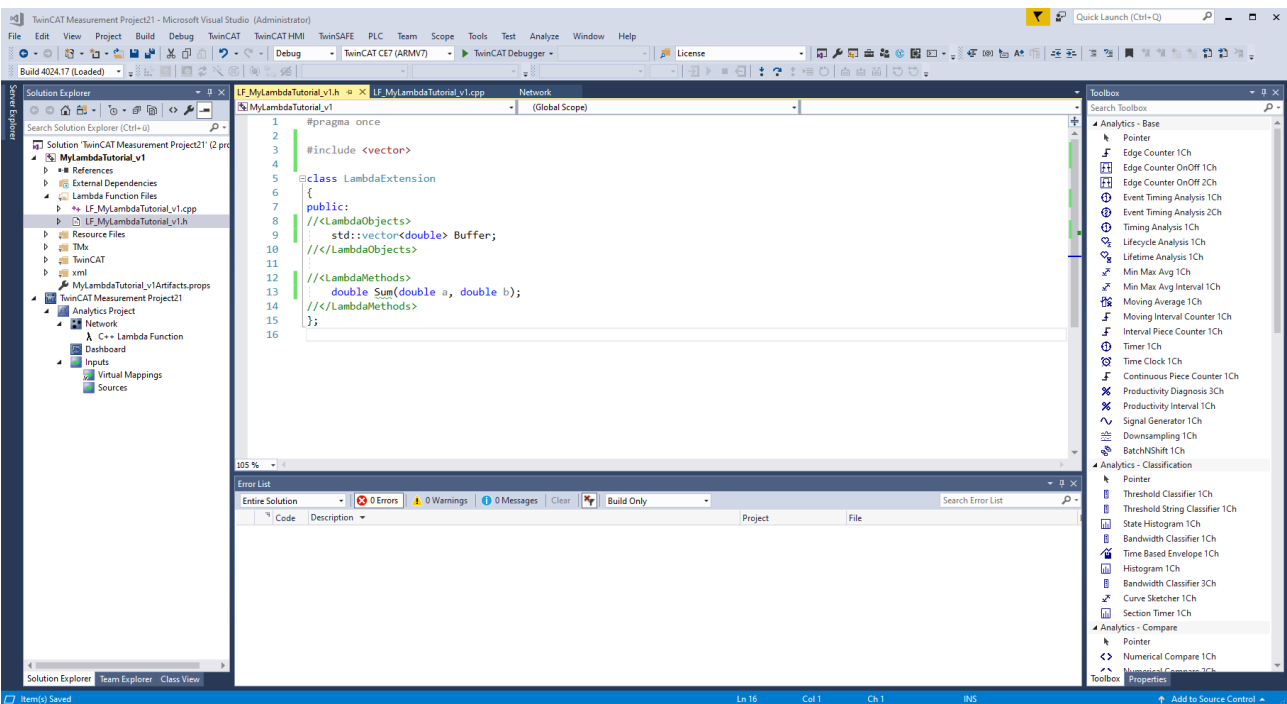 TwinCAT Measurement Project21 - Microsoft Visual Studio (Administrator)
Quick Launch (Ctrl+Q)
File Edit View Project Build Debug TwinCAT TwinCAT HMI TwinSAFE PLC Team Scope Tools Test Analyze Window Help
Debug TwinCAT CE7 (ARMV7) TwinCAT Debugger License
Build 4024.17 (Loaded)
Server Explorer
Solution Explorer
Search Solution Explorer (Ctrl+ü)
Solution 'TwinCAT Measurement Project21' (2 pro
MyLambdaTutorial_v1
References
External Dependencies
Lambda Function Files
LF_MyLambdaTutorial_v1.cpp
LF_MyLambdaTutorial_v1.h
Resource Files
TMx
TwinCAT
xml
MyLambdaTutorial_v1Artifacts.props
TwinCAT Measurement Project21
Analytics Project
Network
C++ Lambda Function
Dashboard
Inputs
Virtual Mappings
Sources
Solution Explorer Team Explorer Class View
LF_MyLambdaTutorial_v1.h LF_MyLambdaTutorial_v1.cpp Network
MyLambdaTutorial_v1 (Global Scope)
1 #pragma once
2
3 #include <vector>
4
5 class LambdaExtension
6 {
7 public:
8 //<LambdaObjects>
9 std::vector<double> Buffer;
10 //</LambdaObjects>
11
12 //<LambdaMethods>
13 double Sum(double a, double b);
14 //</LambdaMethods>
15 };
16
105 %
Error List
Entire Solution 0 Errors 0 Warnings 0 Messages Clear Build Only Search Error List
Code Description Project File
Toolbox
Search Toolbox
Analytics - Base
Pointer
Edge Counter 1Ch
Edge Counter OnOff 1Ch
Edge Counter OnOff 2Ch
Event Timing Analysis 1Ch
Event Timing Analysis 2Ch
Timing Analysis 1Ch
Lifecycle Analysis 1Ch
Lifetime Analysis 1Ch
Min Max Avg 1Ch
Min Max Avg Interval 1Ch
Moving Average 1Ch
Moving Interval Counter 1Ch
Interval Piece Counter 1Ch
Timer 1Ch
Time Clock 1Ch
Continuous Piece Counter 1Ch
Productivity Diagnosis 3Ch
Productivity Interval 1Ch
Signal Generator 1Ch
Downsampling 1Ch
BatchNShift 1Ch
Analytics - Classification
Pointer
Threshold Classifier 1Ch
Threshold String Classifier 1Ch
State Histogram 1Ch
Bandwidth Classifier 1Ch
Time Based Envelope 1Ch
Histogram 1Ch
Bandwidth Classifier 3Ch
Curve Sketcher 1Ch
Section Timer 1Ch
Analytics - Compare
Pointer
Numerical Compare 1Ch
Numerical Compare 2Ch
Toolbox Properties
Item(s) Saved Ln 16 Col 1 Ch 1 INS Add to Source Control